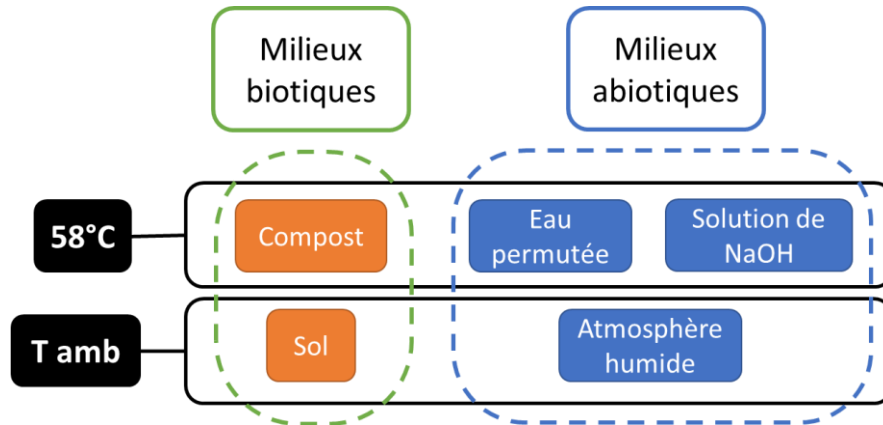 Milieux
biotiques
Milieux
abiotiques
58°C
Compost
Eau
permutée
Solution de
NaOH
T amb
Sol
Atmosphère
humide